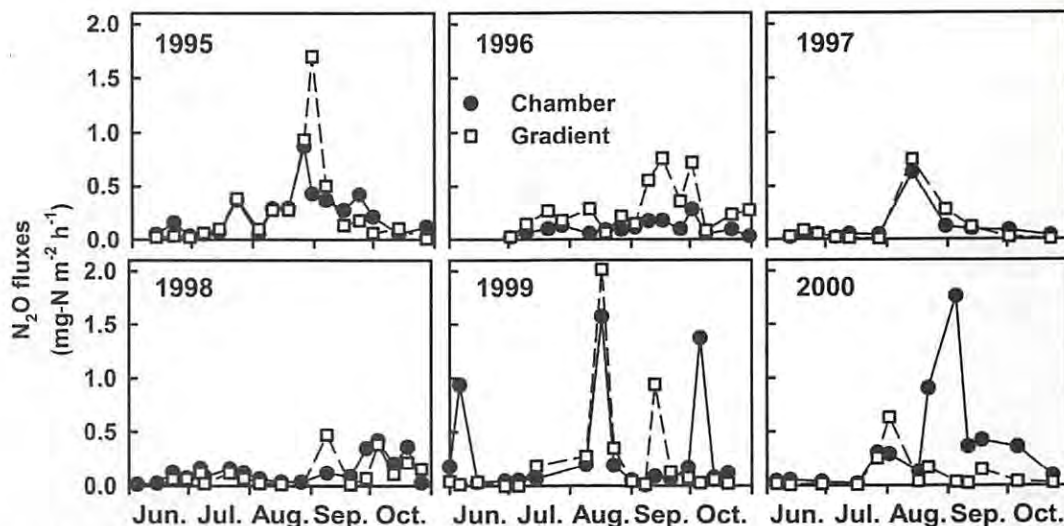 2.0
1995
1996
1997
1.5
Chamber
1.0
Gradient
0.5
0.0
2.0
1998
1999
2000
1.5
1.0
0.5
0.0
N₂O fluxes
(mg-N m⁻² h⁻¹)
Jun. Jul. Aug. Sep. Oct.
Jun. Jul. Aug. Sep. Oct.
Jun. Jul. Aug. Sep. Oct.